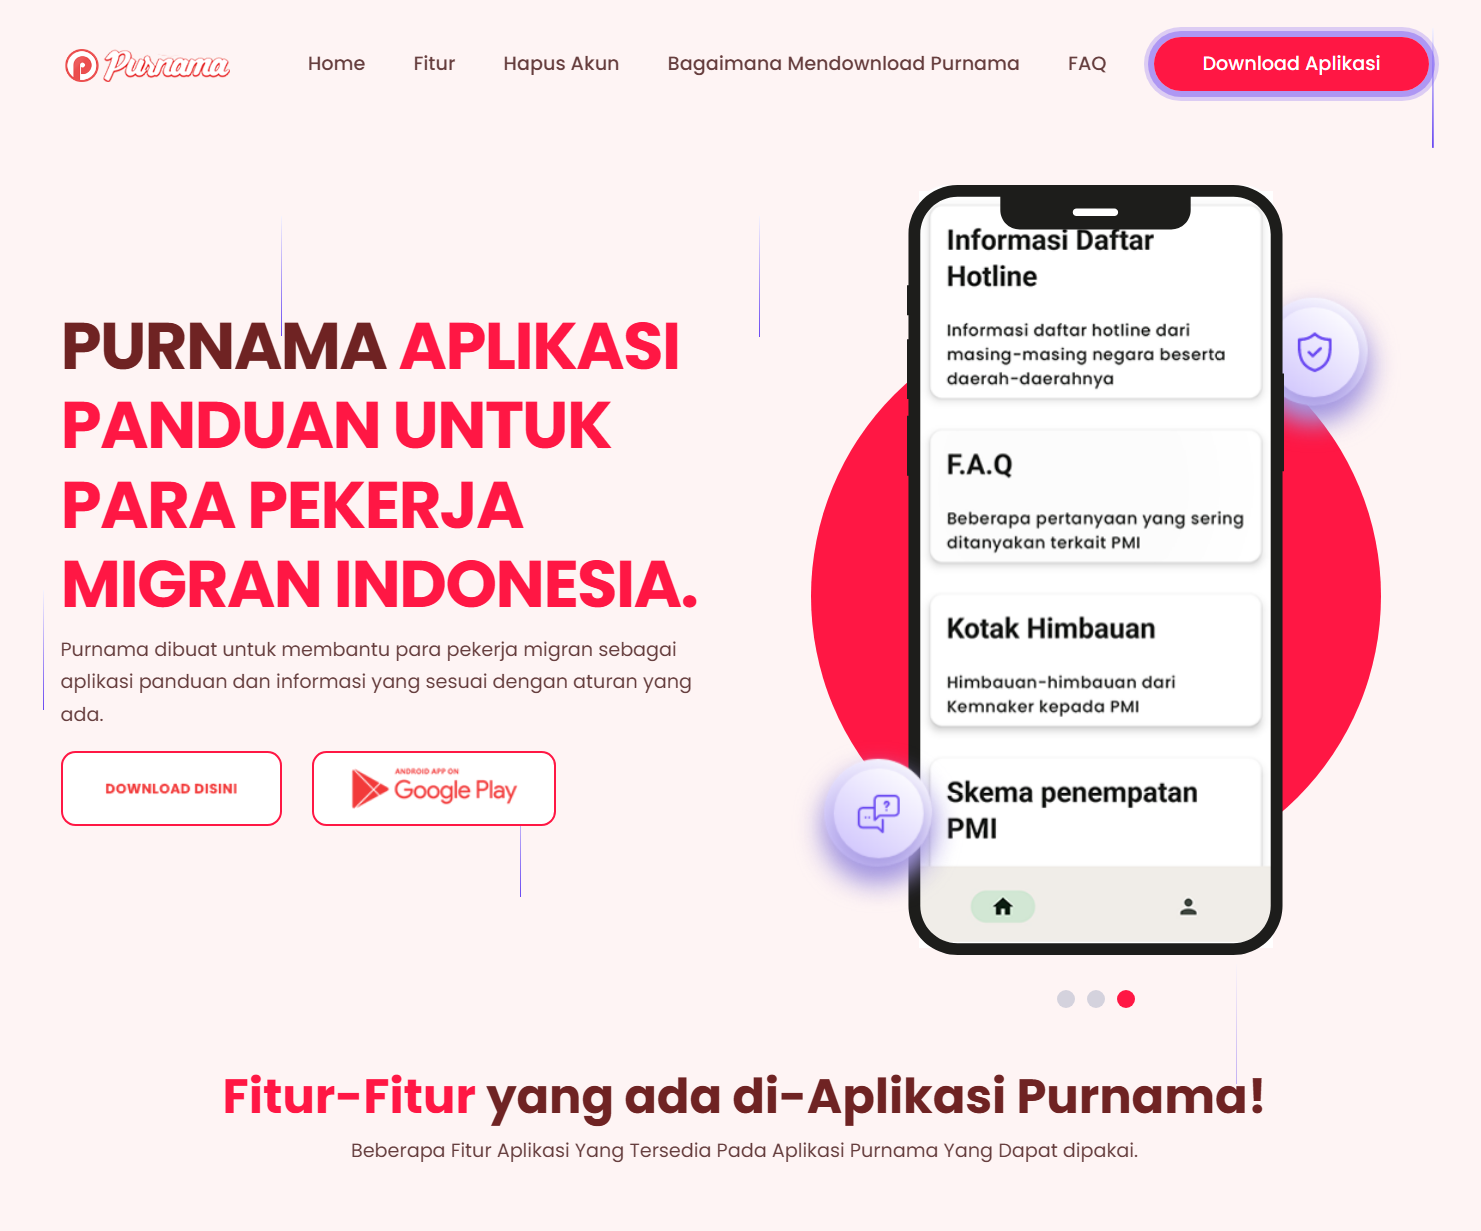 Purnama
Home
Fitur
Hapus Akun
Bagaimana Mendownload Purnama
FAQ
Download Aplikasi
PURNAMA APLIKASI
PANDUAN UNTUK
PARA PEKERJA
MIGRAN INDONESIA.
Purnama dibuat untuk membantu para pekerja migran sebagai
aplikasi panduan dan informasi yang sesuai dengan aturan yang
ada.
DOWNLOAD DISINI
ANDROID APP ON
Google Play
Informasi Daftar
Hotline
Informasi daftar hotline dari
masing-masing negara beserta
daerah-daerahnya
F.A.Q
Beberapa pertanyaan yang sering
ditanyakan terkait PMI
Kotak Himbauan
Himbauan-himbauan dari
Kemnaker kepada PMI
Skema penempatan
PMI
Fitur-Fitur yang ada di-Aplikasi Purnama!
Beberapa Fitur Aplikasi Yang Tersedia Pada Aplikasi Purnama Yang Dapat dipakai.